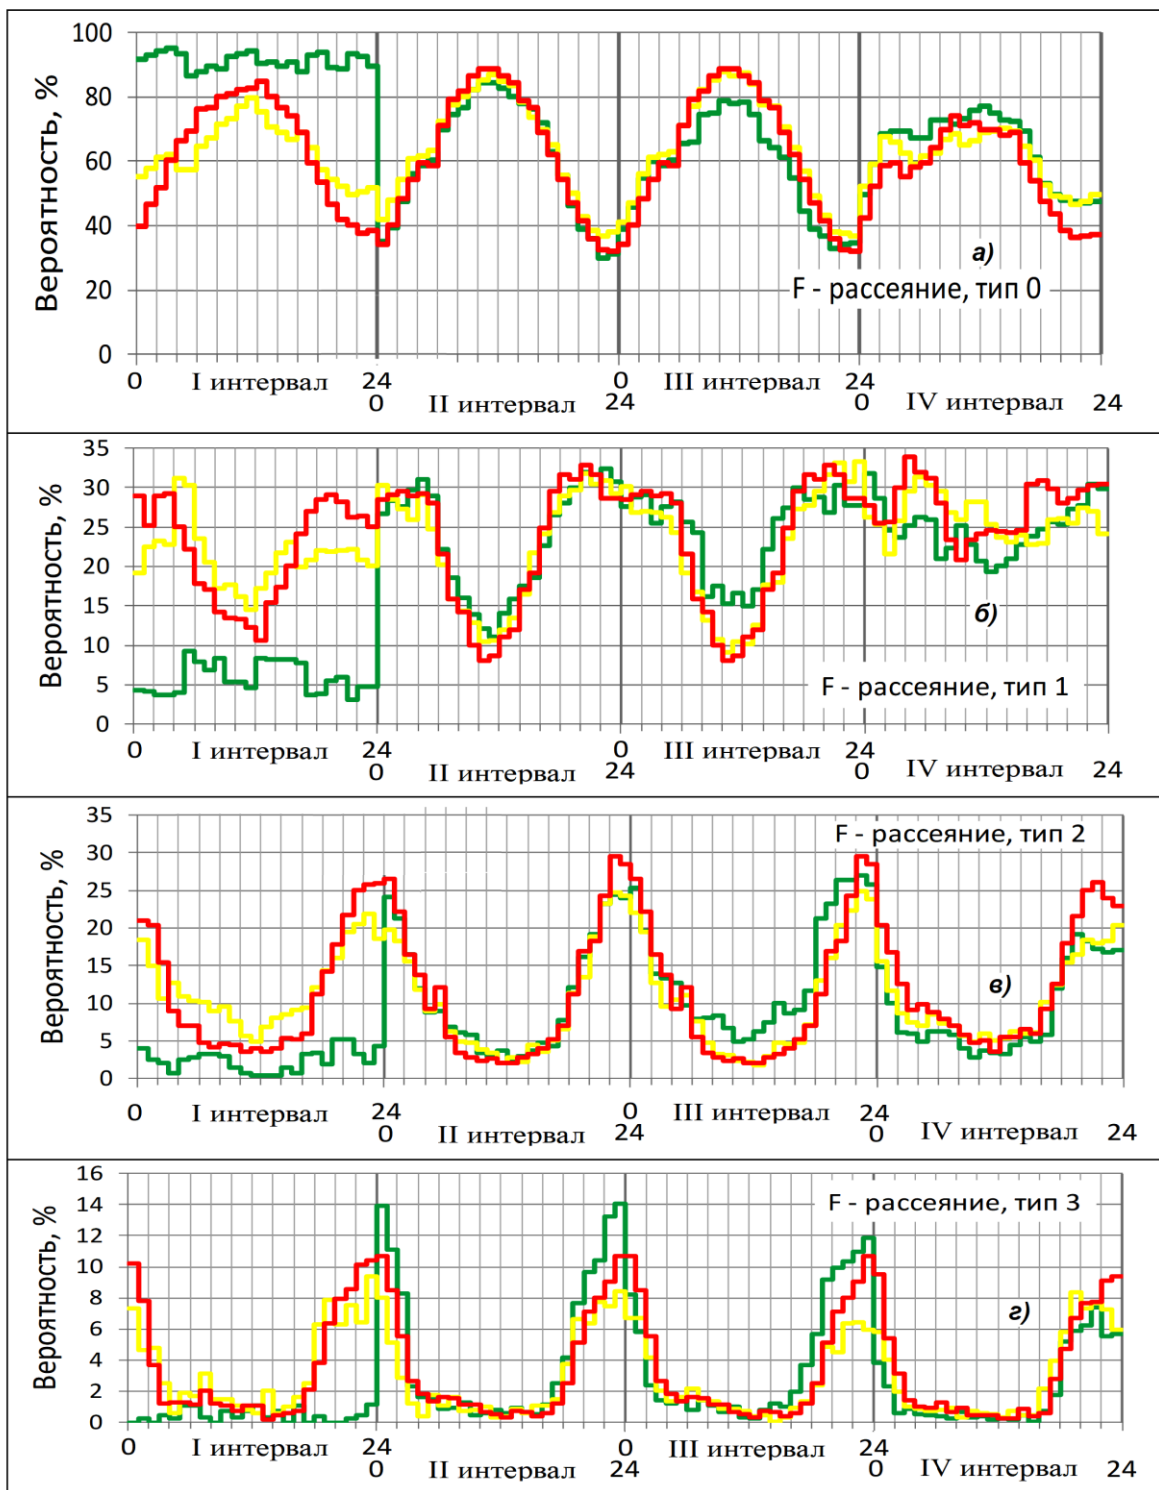 Вероятность, %
100
80
60
40
20
0
а)
F - рассеяние, тип 0
0 I интервал 24
0 II интервал 24
0 III интервал 24
0 IV интервал 24
Вероятность, %
35
30
25
20
15
10
5
0
б)
F - рассеяние, тип 1
0 I интервал 24
0 II интервал 24
0 III интервал 24
0 IV интервал 24
Вероятность, %
35
30
25
20
15
10
5
0
F - рассеяние, тип 2
в)
0 I интервал 24
0 II интервал 24
0 III интервал 24
0 IV интервал 24
Вероятность, %
16
14
12
10
8
6
4
2
0
F - рассеяние, тип 3
г)
0 I интервал 24
0 II интервал 24
0 III интервал 24
0 IV интервал 24